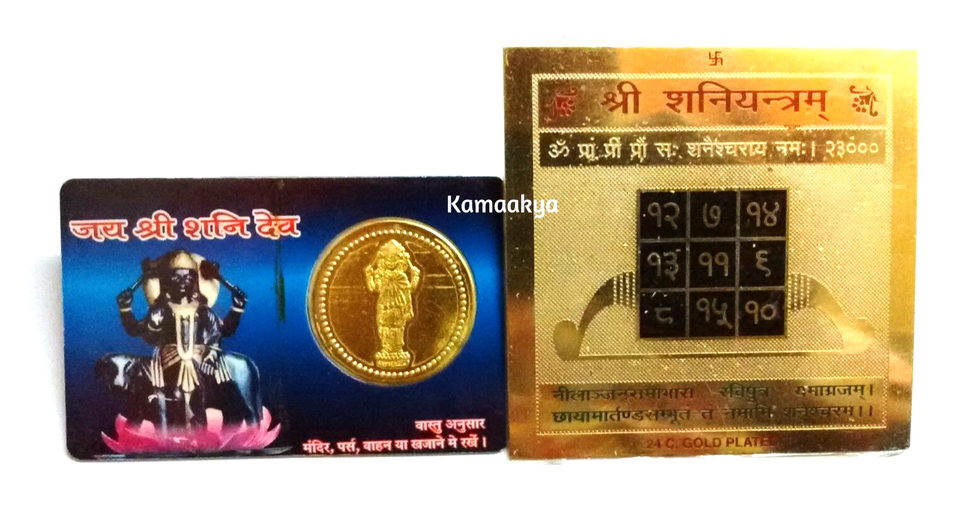 जय श्री शनि देव
वास्तु अनुसार
मंदिर, पर्स, वाहन या खजाने मे रखें।
Kamaakya
卐
श्री शनियन्त्रम्
ॐ प्रां प्रीं प्रौं सः शनैश्चराय नमः। २३०००
१२ ७ १४
१३ ११ ६
८ १५ १०
नीलाञ्जनसमाभासं रविपुत्र यमाग्रजम्।
छायामार्तण्डसम्भूत त नमामि शनैश्चरम्।।
24 C. GOLD PLATED